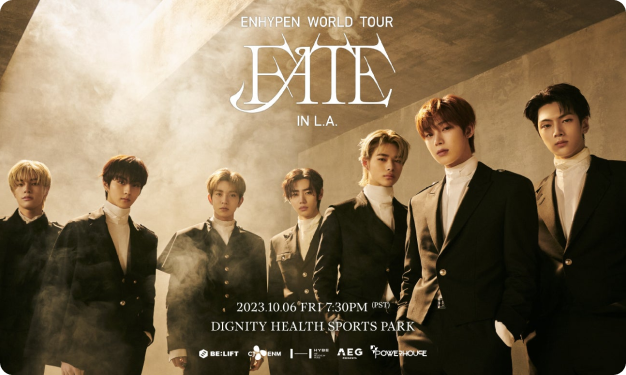 ENHYPEN WORLD TOUR
FATE
IN L.A.
2023.10.06 FRI 7:30PM (PST)
DIGNITY HEALTH SPORTS PARK
BE:LIFT CJ ENM HYBE AEG POWERHOUSE